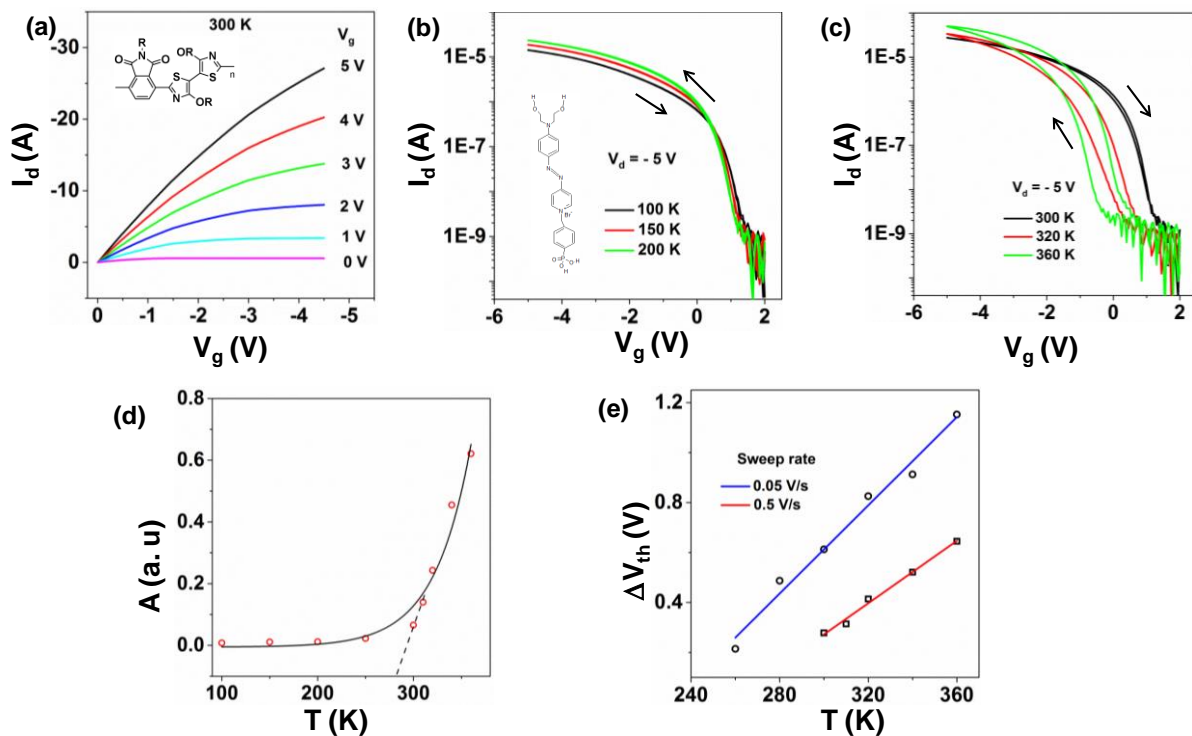 (a)
300 K
V_g
5 V
4 V
3 V
2 V
1 V
0 V
I_d (A)
-30
-20
-10
0
0 -1 -2 -3 -4 -5
V_g (V)
R
N
O O
RO
N
S
S
N
n
OR
(b)
I_d (A)
1E-5
1E-7
1E-9
V_d = - 5 V
100 K
150 K
200 K
-6 -4 -2 0 2
V_g (V)
H H
O O
N
N
N
N
Br
O P O H
O
H
(c)
I_d (A)
1E-5
1E-7
1E-9
V_d = - 5 V
300 K
320 K
360 K
-6 -4 -2 0 2
V_g (V)
(d)
A (a. u)
0.8
0.6
0.4
0.2
0.0
100 200 300
T (K)
(e)
ΔV_th (V)
1.2
0.8
0.4
Sweep rate
0.05 V/s
0.5 V/s
240 280 320 360
T (K)